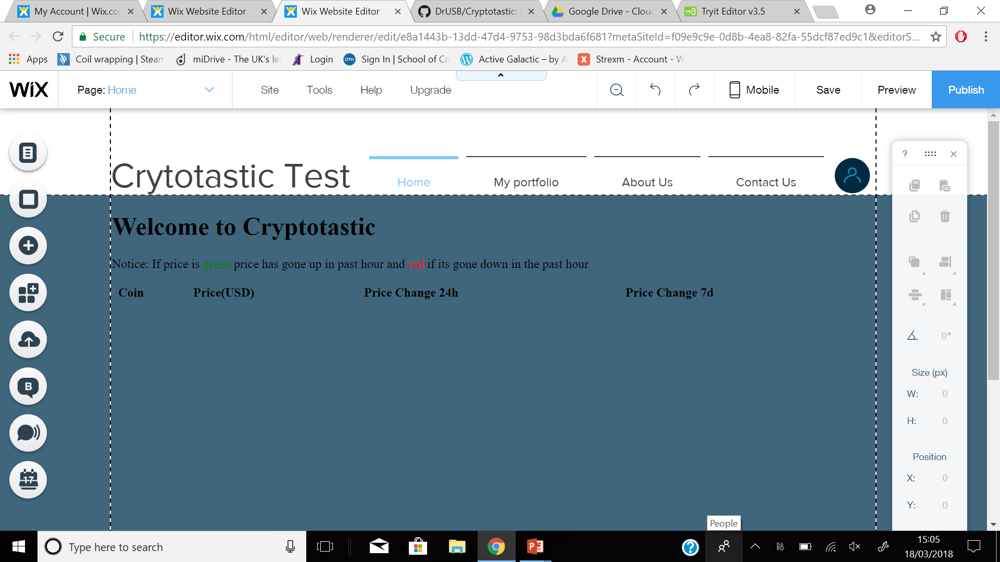 My Account | Wix.co
Wix Website Editor
Wix Website Editor
DrUSB/Cryptotastic:
Google Drive - Clou
Tryit Editor v3.5
Secure
https://editor.wix.com/html/editor/web/renderer/edit/e8a1443b-13dd-47d4-9753-98d3bda6f681?metaSiteId=f09e9c9e-0d8b-4ea8-82fa-55dcf87ed9c1&editorS...
Apps
Coil wrapping | Steam
miDrive - The UK's le
Login
OTH
Sign In | School of Co
Active Galactic – by A
X
Strexm - Account - W
WiX
Page: Home
Site
Tools
Help
Upgrade
Mobile
Save
Preview
Publish
Crytotastic Test
Home
My portfolio
About Us
Contact Us
Welcome to Cryptotastic
Notice: If price is green price has gone up in past hour and red if its gone down in the past hour
Coin Price(USD) Price Change 24h Price Change 7d
?
0°
Size (px)
W: 0
H: 0
Position
X: 0
Y: 0
B
17
People
Type here to search
15:05
18/03/2018